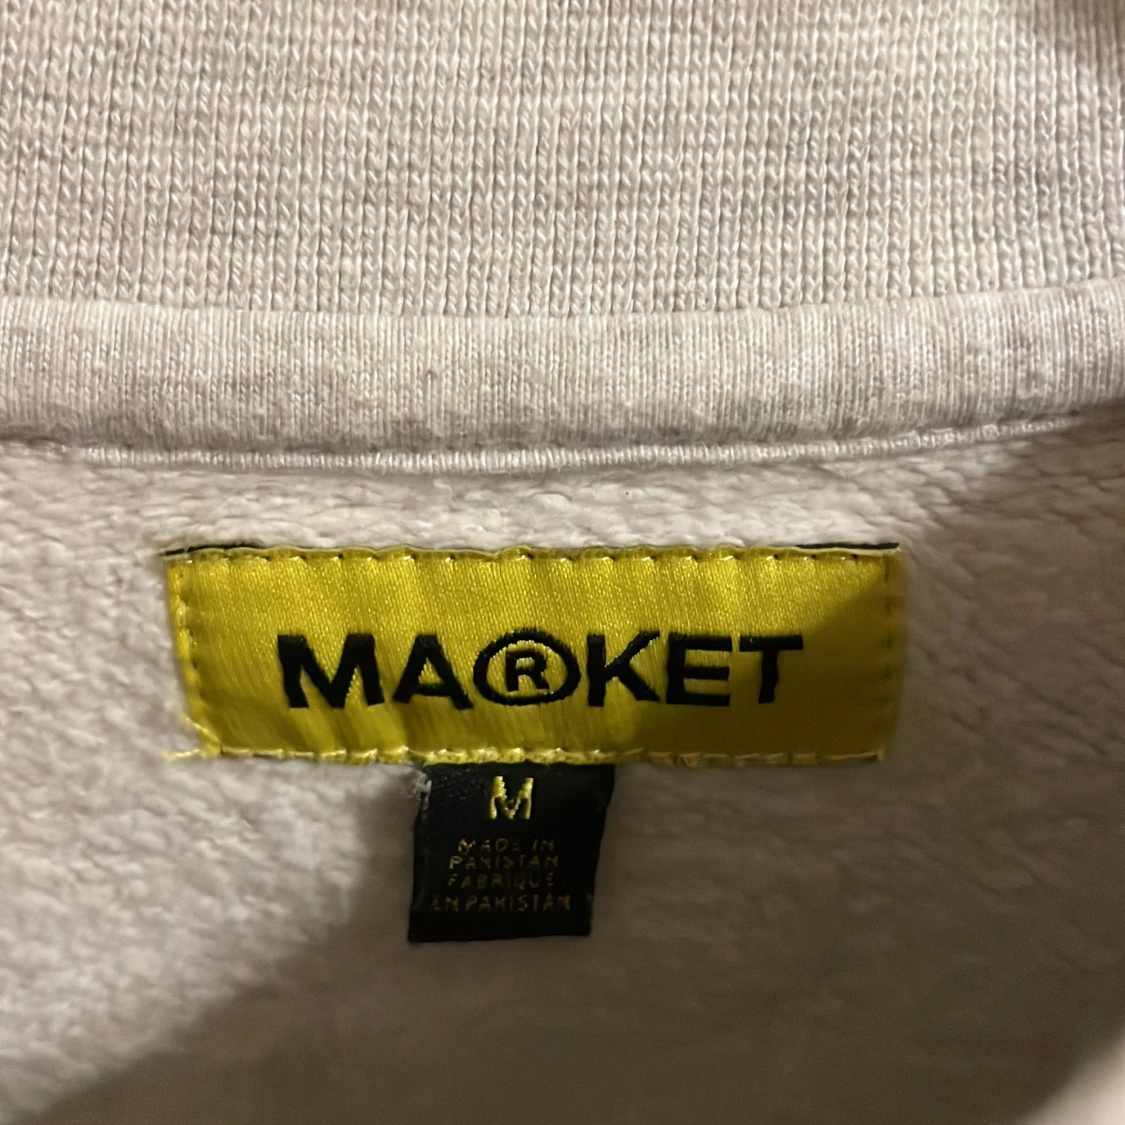 MA®KET
M
MADE IN
PAKISTAN
FABRIQUE
EN PAKISTAN